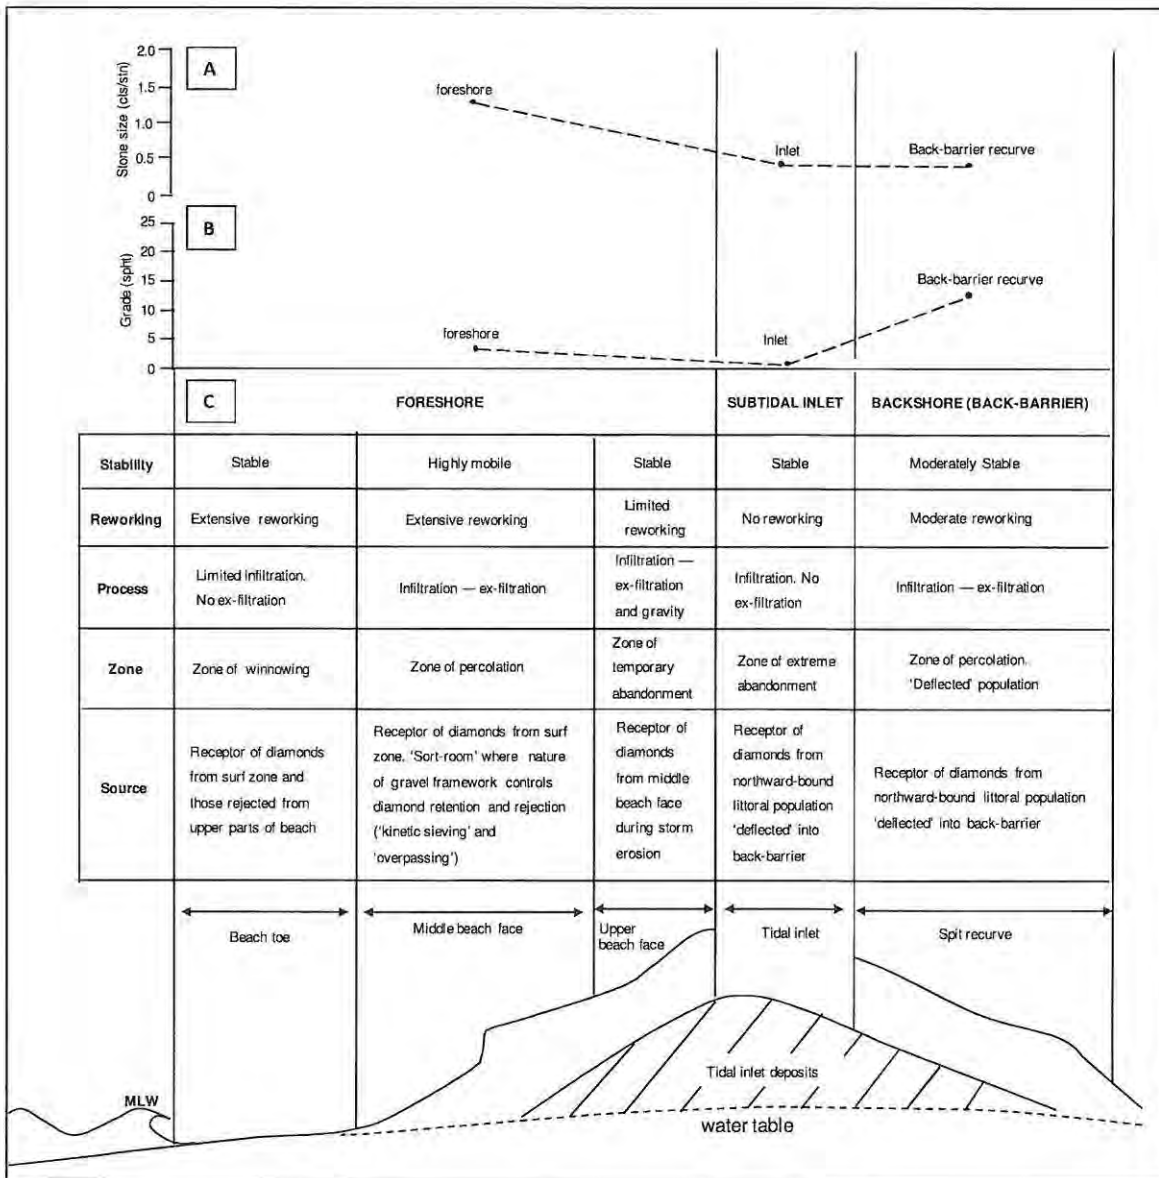 A
Stone size (cts/stn)
2.0
1.5
1.0
0.5
0
foreshore
Inlet
Back-barrier recurve
B
Grade (spht)
25
20
15
10
5
0
foreshore
Inlet
Back-barrier recurve
C
FORESHORE
SUBTIDAL INLET
BACKSHORE (BACK-BARRIER)
Stability
Stable
Highly mobile
Stable
Stable
Moderately Stable
Reworking
Extensive reworking
Extensive reworking
Limited
reworking
No reworking
Moderate reworking
Process
Limited infiltration.
No ex-filtration
Infiltration — ex-filtration
Infiltration —
ex-filtration
and gravity
Infiltration. No
ex-filtration
Infiltration — ex-filtration
Zone
Zone of winnowing
Zone of percolation
Zone of
temporary
abandonment
Zone of extreme
abandonment
Zone of percolation.
'Deflected' population
Source
Receptor of diamonds
from surf zone and
those rejected from
upper parts of beach
Receptor of diamonds from surf
zone. 'Sort-room' where nature
of gravel framework controls
diamond retention and rejection
('kinetic sieving' and
'overpassing')
Receptor of
diamonds
from middle
beach face
during storm
erosion
Receptor of
diamonds from
northward-bound
littoral population
'deflected' into
back-barrier
Receptor of diamonds from
northward-bound littoral population
'deflected' into back-barrier
Beach toe
Middle beach face
Upper
beach face
Tidal inlet
Spit recurve
MLW
Tidal inlet deposits
water table